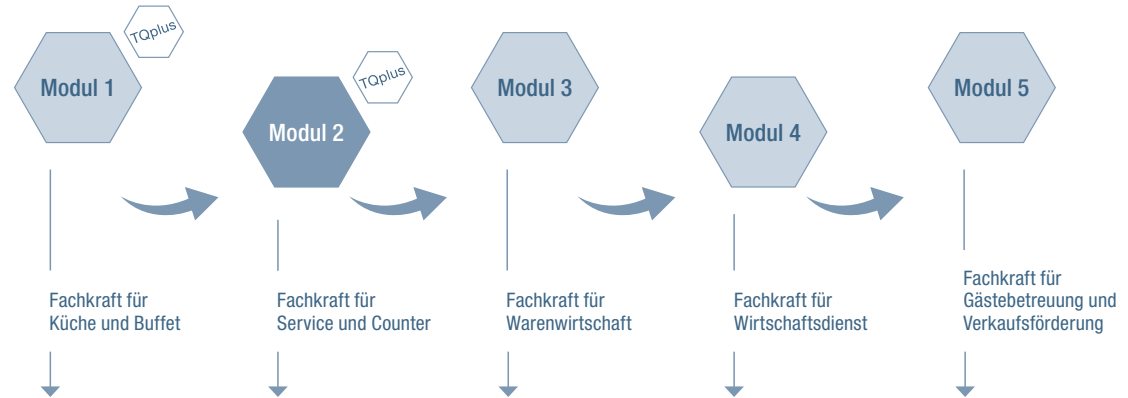 Modul 1
TQplus
Modul 2
TQplus
Modul 3
Modul 4
Modul 5
Fachkraft für
Küche und Buffet
Fachkraft für
Service und Counter
Fachkraft für
Warenwirtschaft
Fachkraft für
Wirtschaftsdienst
Fachkraft für
Gästebetreuung und
Verkaufsförderung